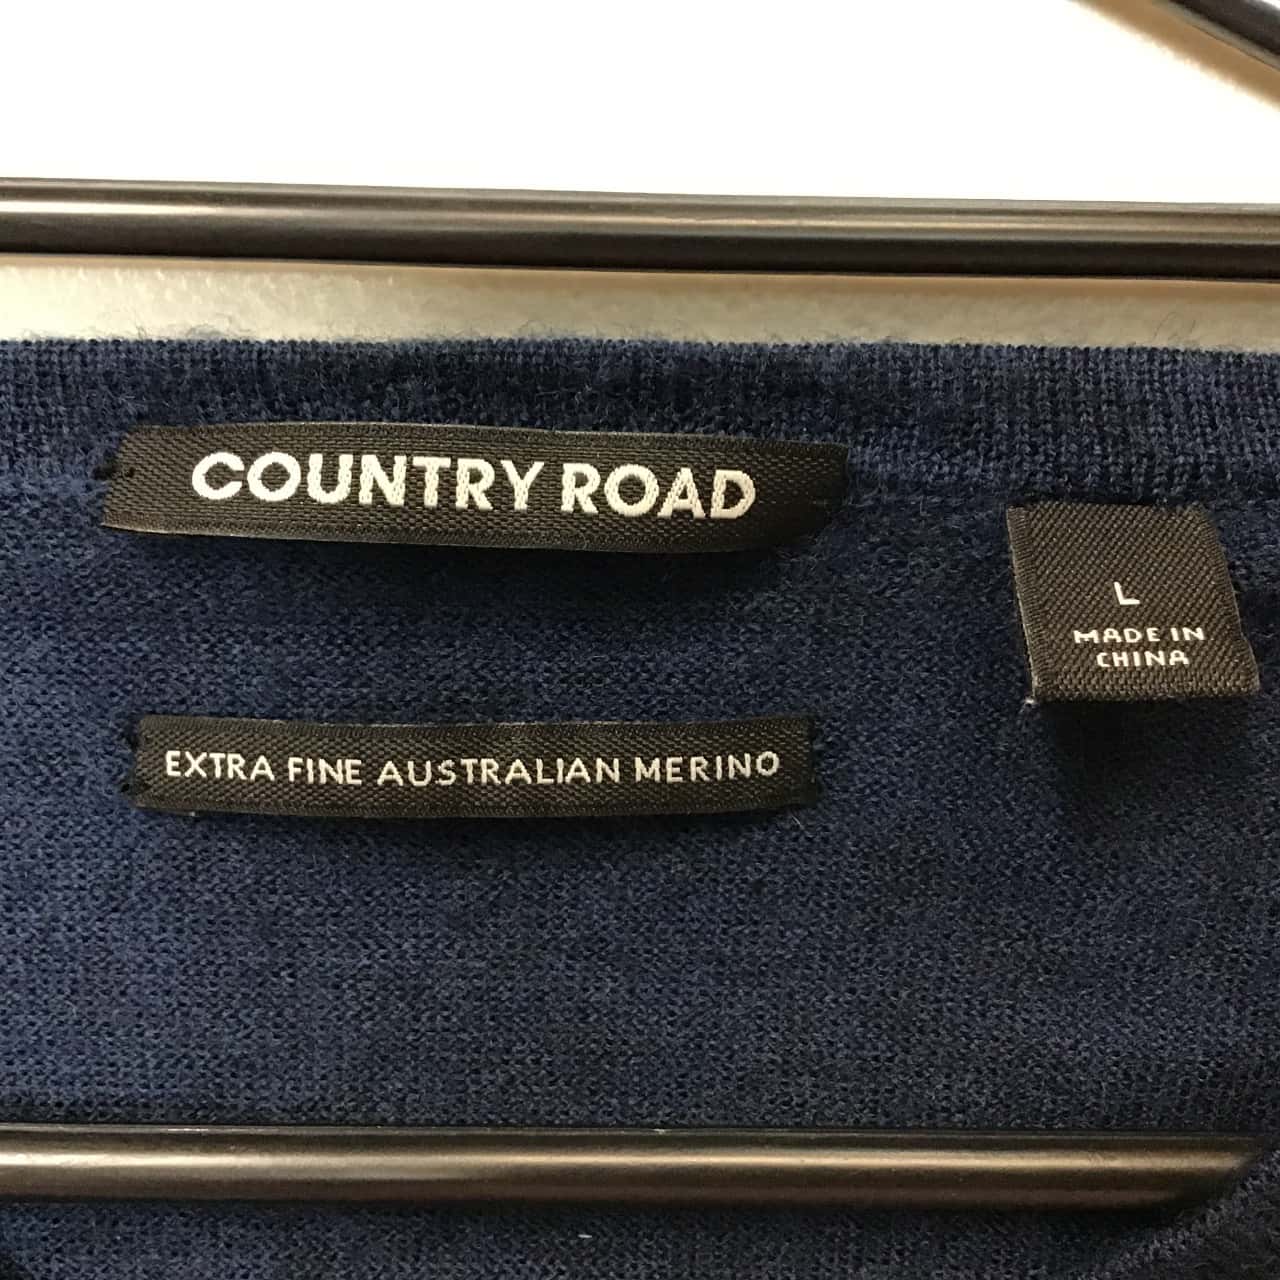 COUNTRY ROAD
L
MADE IN
CHINA
EXTRA FINE AUSTRALIAN MERINO